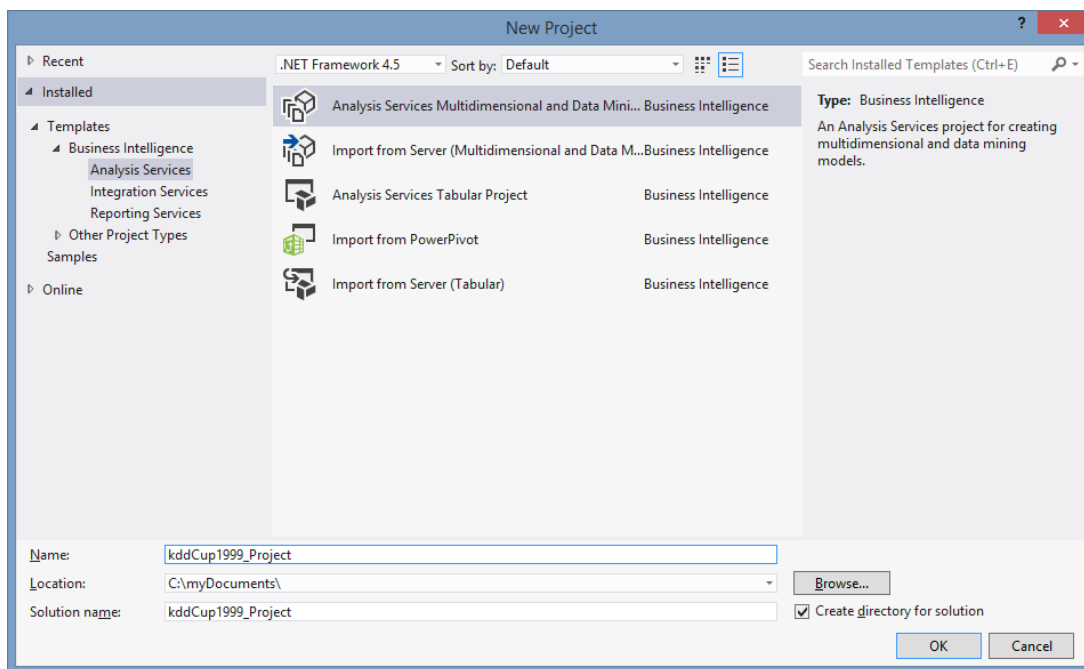 New Project
?
×
Recent
Installed
Templates
Business Intelligence
Analysis Services
Integration Services
Reporting Services
Other Project Types
Samples
Online
.NET Framework 4.5
Sort by: Default
Analysis Services Multidimensional and Data Mini... Business Intelligence
Import from Server (Multidimensional and Data M...Business Intelligence
Analysis Services Tabular Project Business Intelligence
Import from PowerPivot Business Intelligence
Import from Server (Tabular) Business Intelligence
Search Installed Templates (Ctrl+E)
Type: Business Intelligence
An Analysis Services project for creating
multidimensional and data mining
models.
Name: kddCup1999_Project
Location: C:\myDocuments\
Browse...
Solution name: kddCup1999_Project
Create directory for solution
OK Cancel